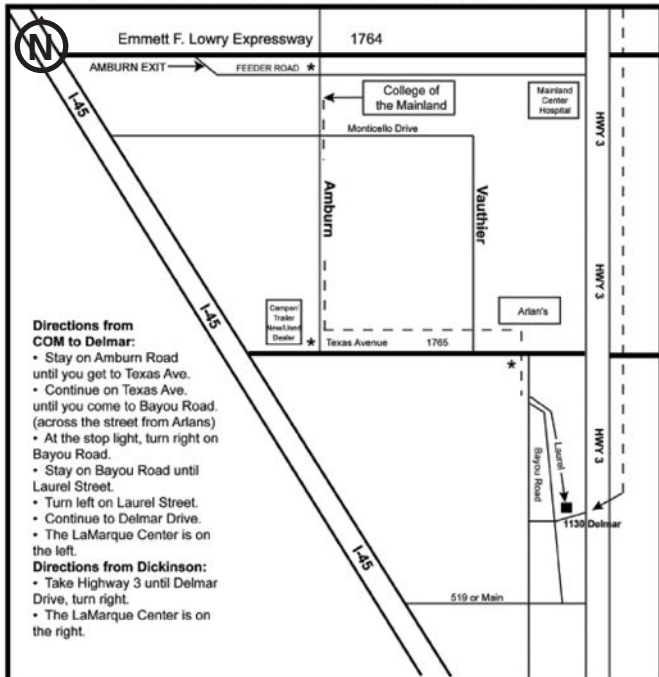 N
Emmett F. Lowry Expressway 1764
AMBURN EXIT
FEEDER ROAD *
College of
the Mainland
Mainland
Center
Hospital
I-45
HWY 3
Monticello Drive
Amburn
Vauthier
I-45
HWY 3
Camper/
Trailer
New/Used
Dealer
*
Arlan's
Texas Avenue 1765
*
Directions from
COM to Delmar:
• Stay on Amburn Road
until you get to Texas Ave.
• Continue on Texas Ave.
until you come to Bayou Road.
(across the street from Arlans)
• At the stop light, turn right on
Bayou Road.
• Stay on Bayou Road until
Laurel Street.
• Turn left on Laurel Street.
• Continue to Delmar Drive.
• The LaMarque Center is on
the left.
Directions from Dickinson:
• Take Highway 3 until Delmar
Drive, turn right.
• The LaMarque Center is on
the right.
HWY 3
Laurel
Bayou Road
1130 Delmar
I-45
519 or Main